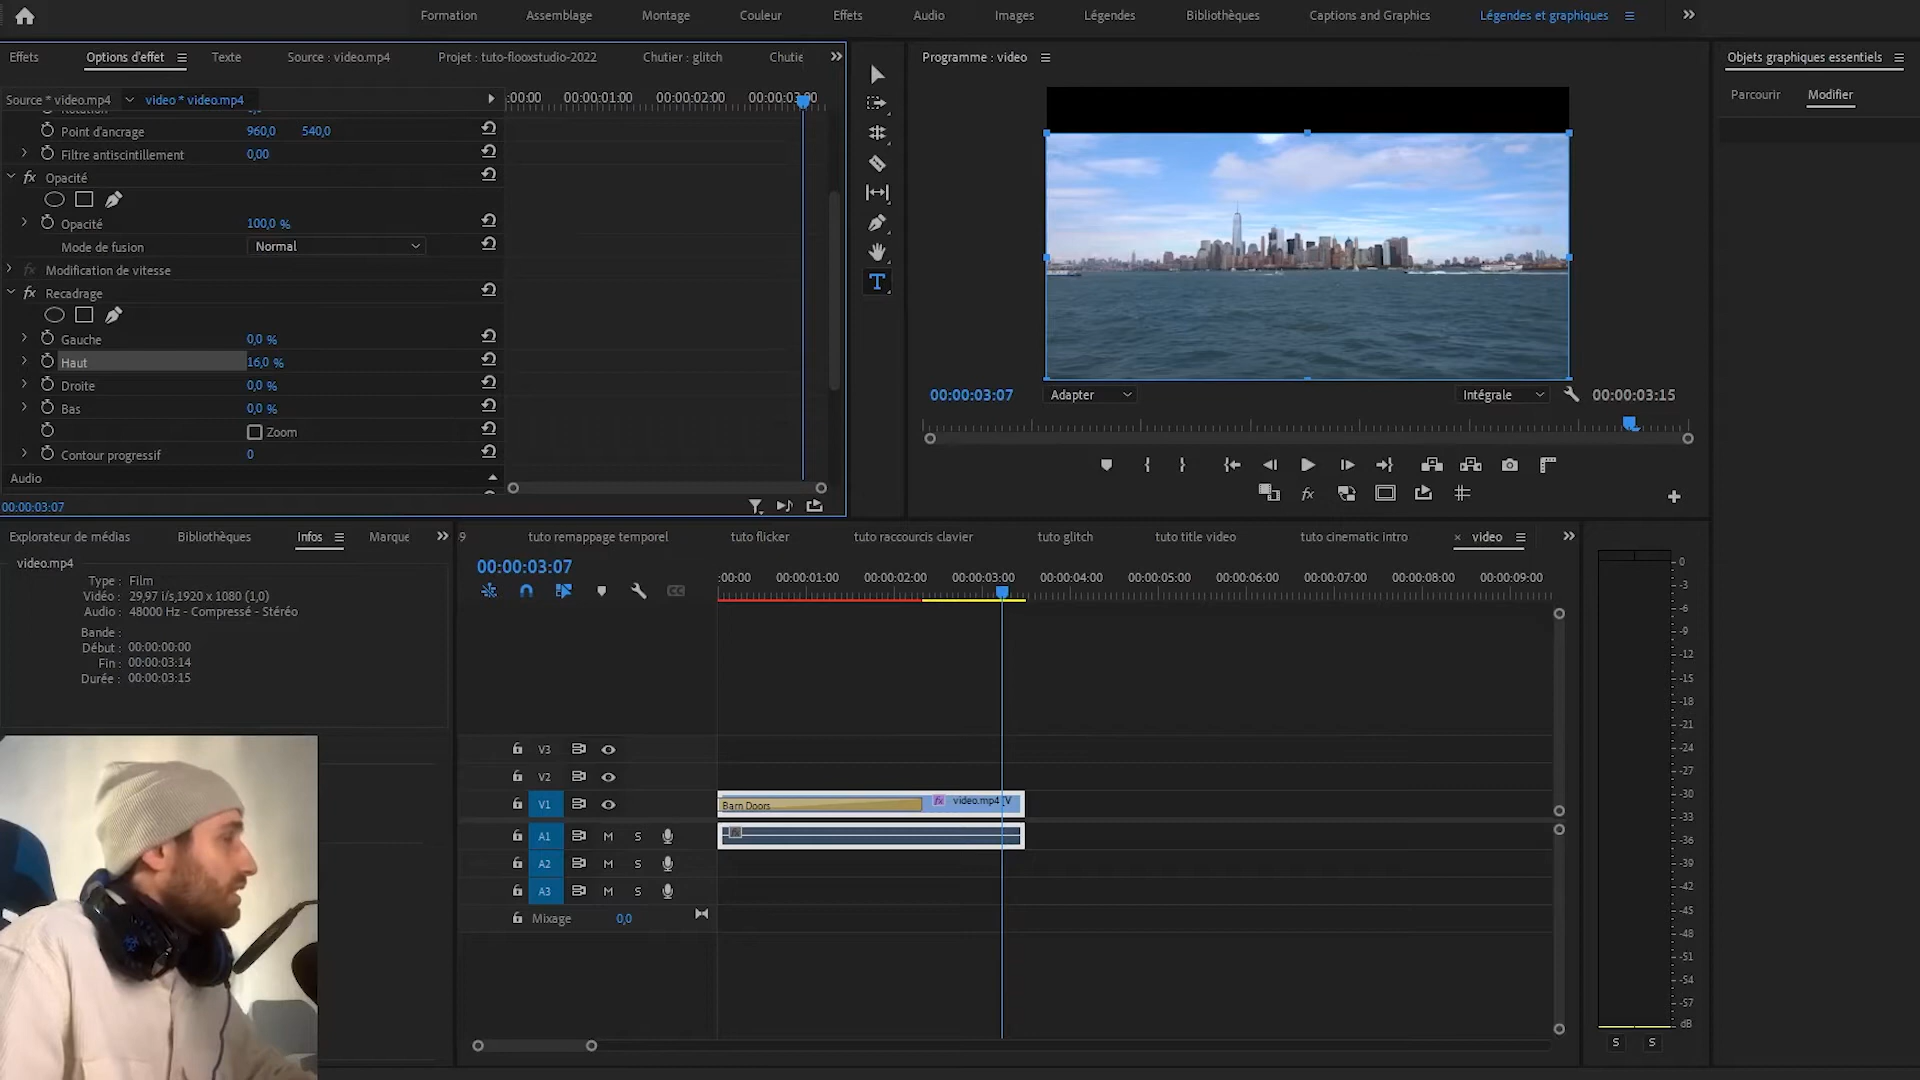 Formation Assemblage Montage Couleur Effets Audio Images Légendes Bibliothèques Captions and Graphics Légendes et graphiques
Effets Options d'effet Texte Source : video.mp4 Projet : tuto-flooxstudio-2022 Chutier : glitch Chutie
Source * video.mp4 video * video.mp4
:00:00 00:00:01:00 00:00:02:00 00:00:03:00
Rotation 0,0
Point d'ancrage 960,0 540,0
Filtre antiscintillement 0,00
fx Opacité
Opacité 100,0 %
Mode de fusion Normal
fx Modification de vitesse
fx Recadrage
Gauche 0,0 %
Haut 16,0 %
Droite 0,0 %
Bas 0,0 %
Zoom
Contour progressif 0
Audio
00:00:03:07
Programme : video
00:00:03:07 Adapter Intégrale 00:00:03:15
fx
Objets graphiques essentiels
Parcourir Modifier
Explorateur de médias Bibliothèques Infos Marque
video.mp4
Type : Film
Vidéo : 29,97 i/s,1920 x 1080 (1,0)
Audio : 48000 Hz - Compressé - Stéréo
Bande :
Début : 00:00:00:00
Fin : 00:00:03:14
Durée : 00:00:03:15
9 tuto remappage temporel tuto flicker tuto raccourcis clavier tuto glitch tuto title video tuto cinematic intro × video
00:00:03:07
:00:00 00:00:01:00 00:00:02:00 00:00:03:00 00:00:04:00 00:00:05:00 00:00:06:00 00:00:07:00 00:00:08:00 00:00:09:00
V3
V2
V1 Barn Doors fx video.mp4 [V
A1 M S fx
A2 M S
A3 M S
Mixage 0,0
0
-3
-6
-9
-12
-15
-18
-21
-24
-27
-30
-33
-36
-39
-42
-45
-48
-51
-54
-57
dB
S S